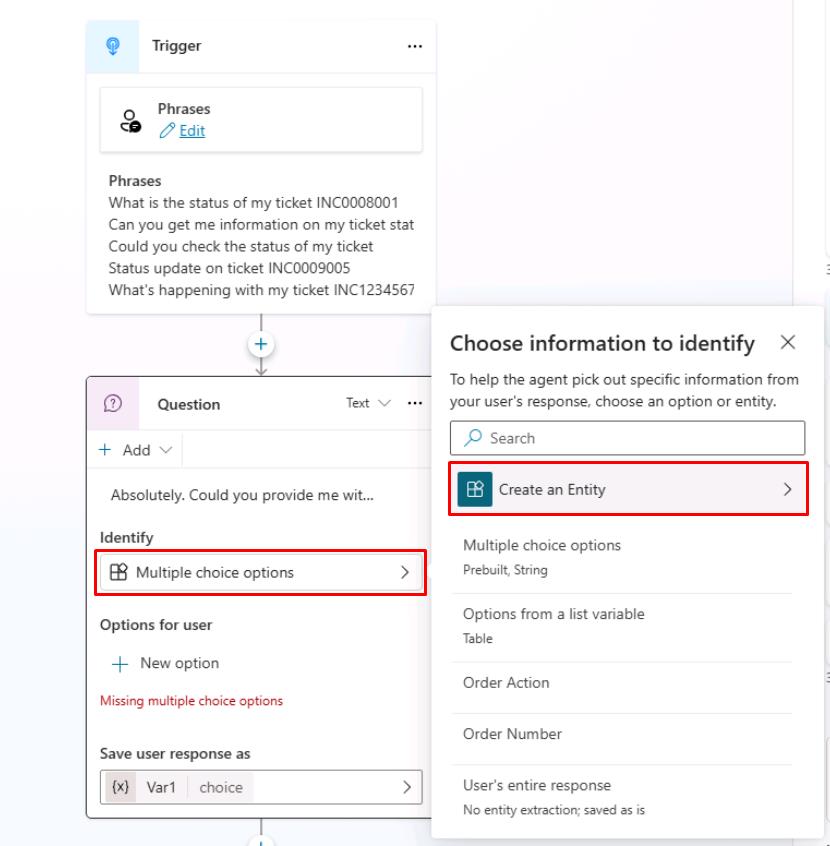 Trigger
Phrases
Edit
Phrases
What is the status of my ticket INC0008001
Can you get me information on my ticket stat
Could you check the status of my ticket
Status update on ticket INC0009005
What's happening with my ticket INC1234567
Question
Text
Add
Absolutely. Could you provide me wit...
Identify
Multiple choice options
Options for user
New option
Missing multiple choice options
Save user response as
{x} Var1 choice
Choose information to identify
To help the agent pick out specific information from
your user's response, choose an option or entity.
Search
Create an Entity
Multiple choice options
Prebuilt, String
Options from a list variable
Table
Order Action
Order Number
User's entire response
No entity extraction; saved as is